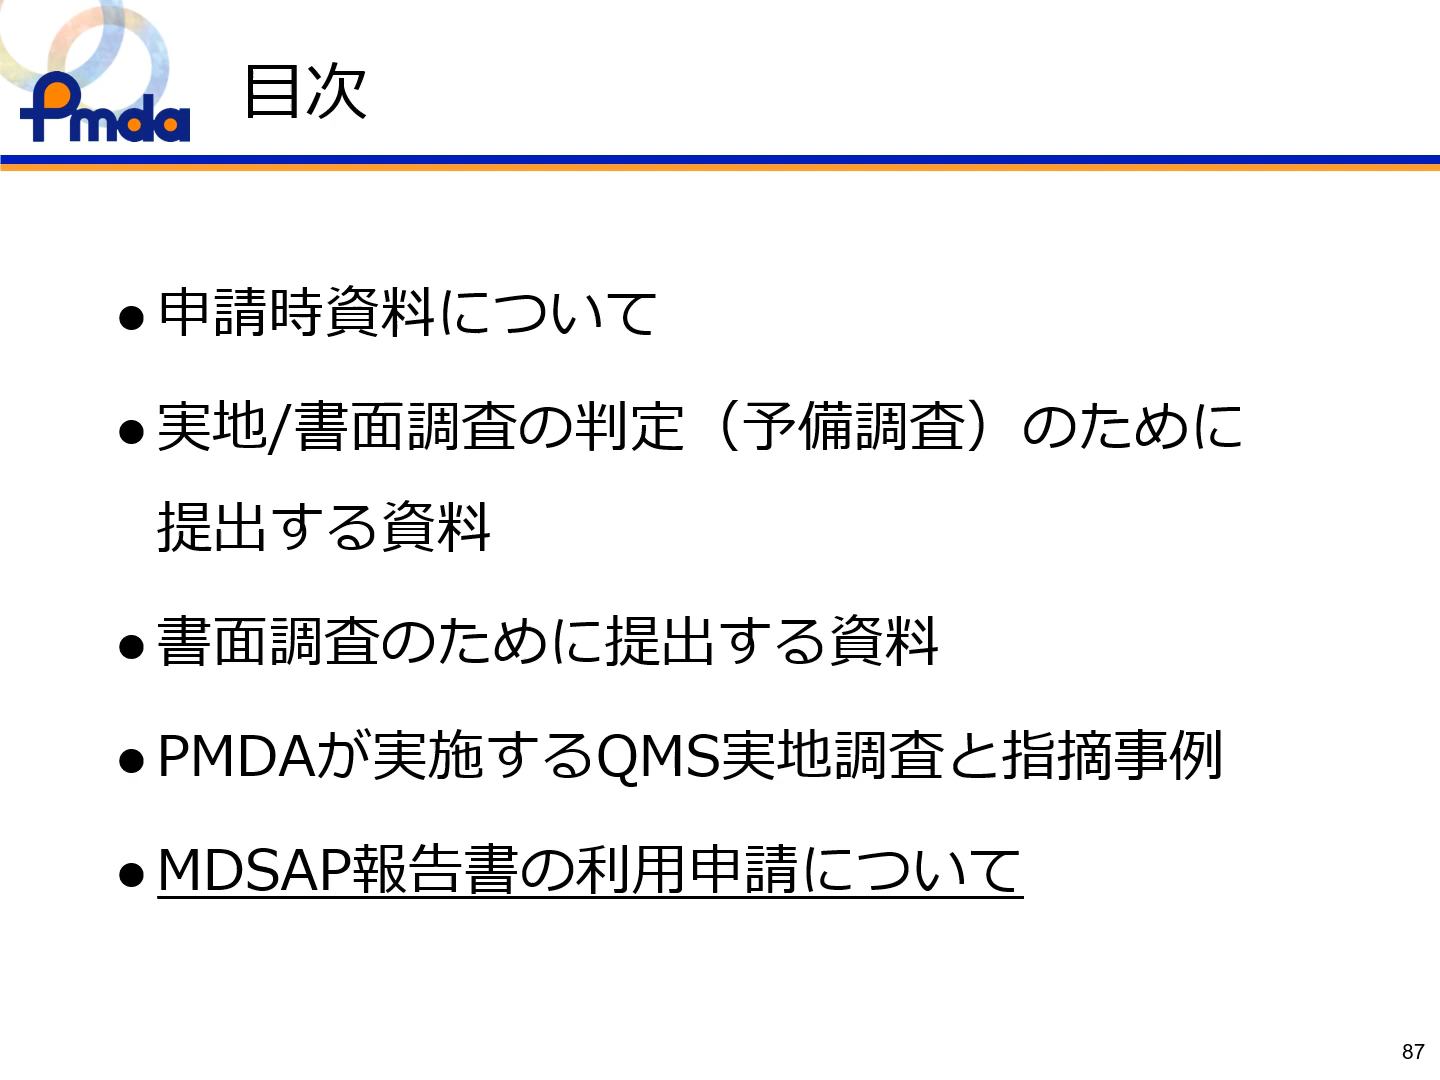 Pmda
目次
●申請時資料について
●実地/書面調査の判定（予備調査）のために
提出する資料
●書面調査のために提出する資料
●PMDAが実施するQMS実地調査と指摘事例
●MDSAP報告書の利用申請について
87